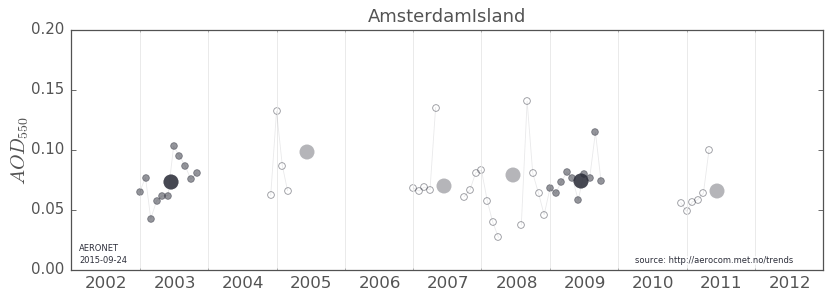 AmsterdamIsland
0.20
0.15
0.10
0.05
0.00
AOD550
AERONET
2015-09-24
source: http://aerocom.met.no/trends
2002 2003 2004 2005 2006 2007 2008 2009 2010 2011 2012